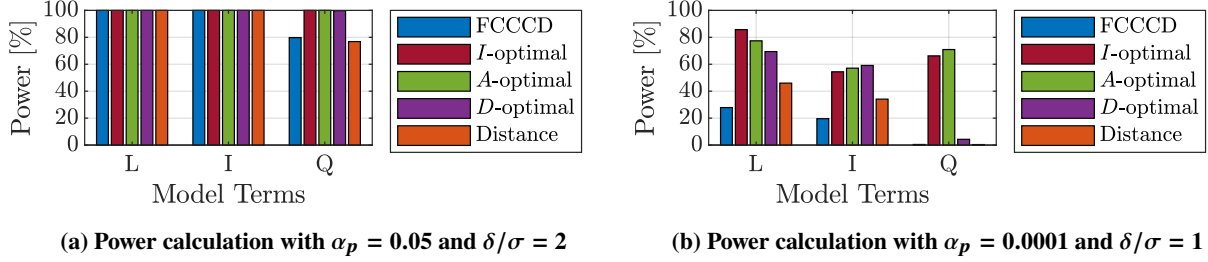 Power [%]
100
80
60
40
20
0
L I Q
Model Terms
FCCCD
I-optimal
A-optimal
D-optimal
Distance
(a) Power calculation with αp = 0.05 and δ/σ = 2
Power [%]
100
80
60
40
20
0
L I Q
Model Terms
FCCCD
I-optimal
A-optimal
D-optimal
Distance
(b) Power calculation with αp = 0.0001 and δ/σ = 1